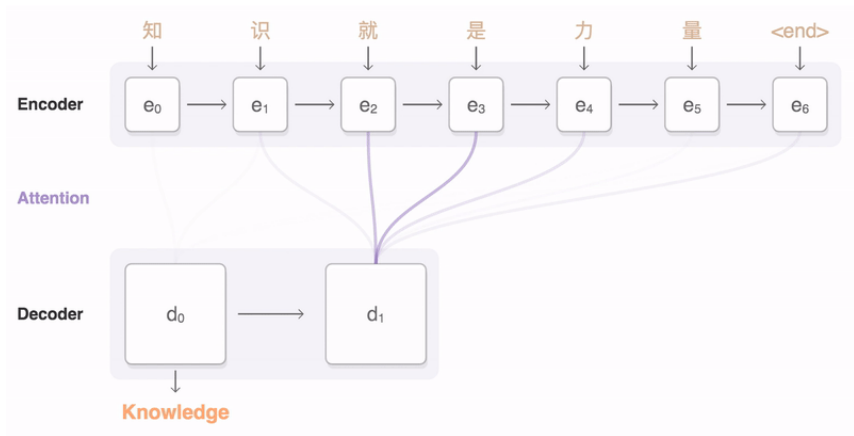 知 识 就 是 力 量 <end>
Encoder e₀ e₁ e₂ e₃ e₄ e₅ e₆
Attention
Decoder d₀ d₁
Knowledge